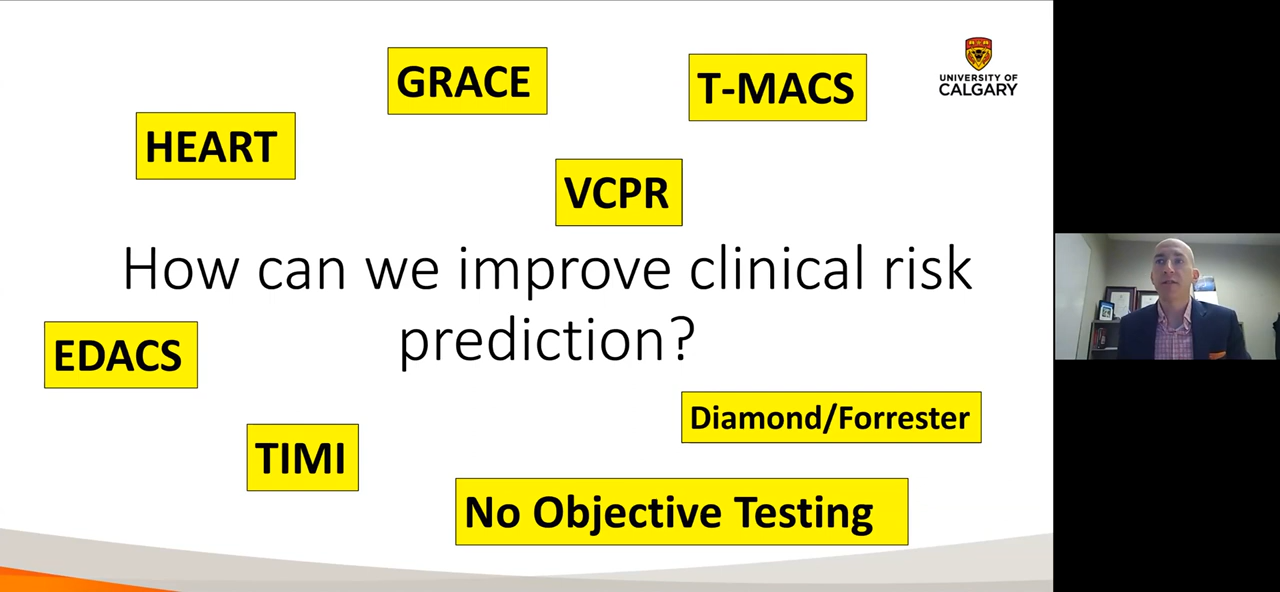 GRACE
T-MACS
UNIVERSITY OF
CALGARY
HEART
VCPR
How can we improve clinical risk
prediction?
EDACS
Diamond/Forrester
TIMI
No Objective Testing